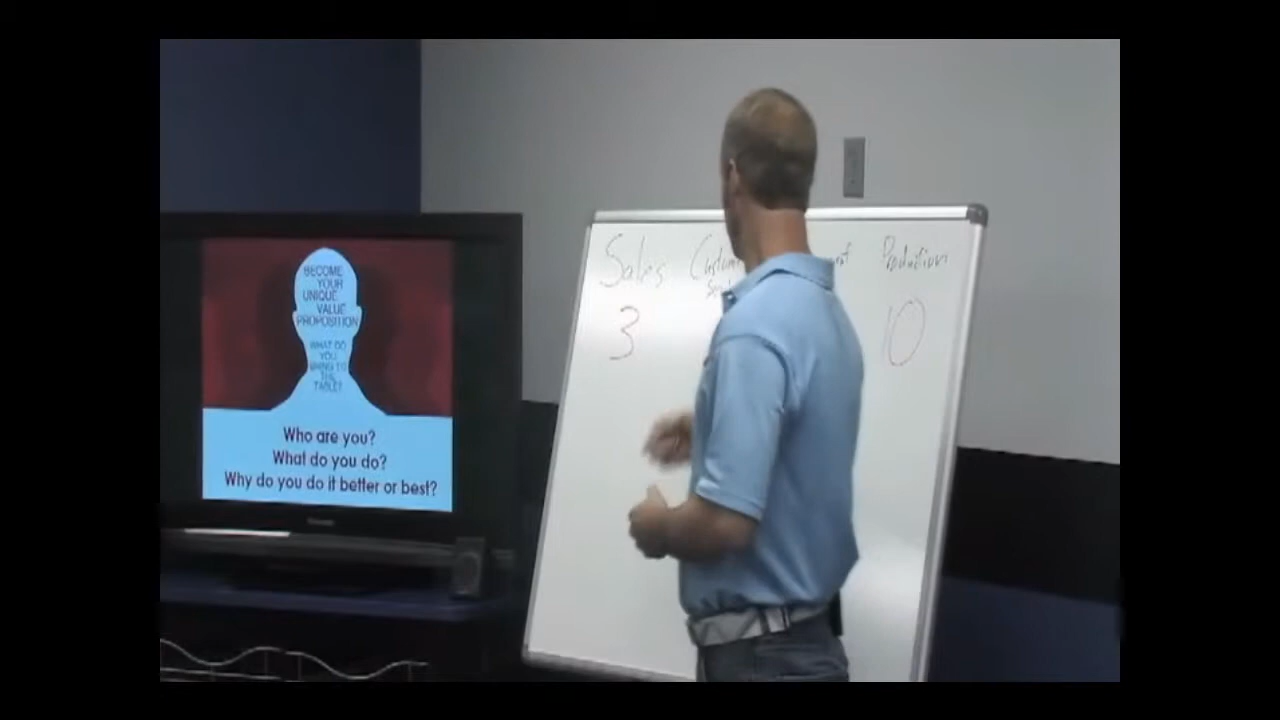 BECOME
YOUR
UNIQUE
VALUE
PROPOSITION
WHAT DO
YOU
BRING TO
THE
TABLE?
Who are you?
What do you do?
Why do you do it better or best?
Sales
Production
3
10